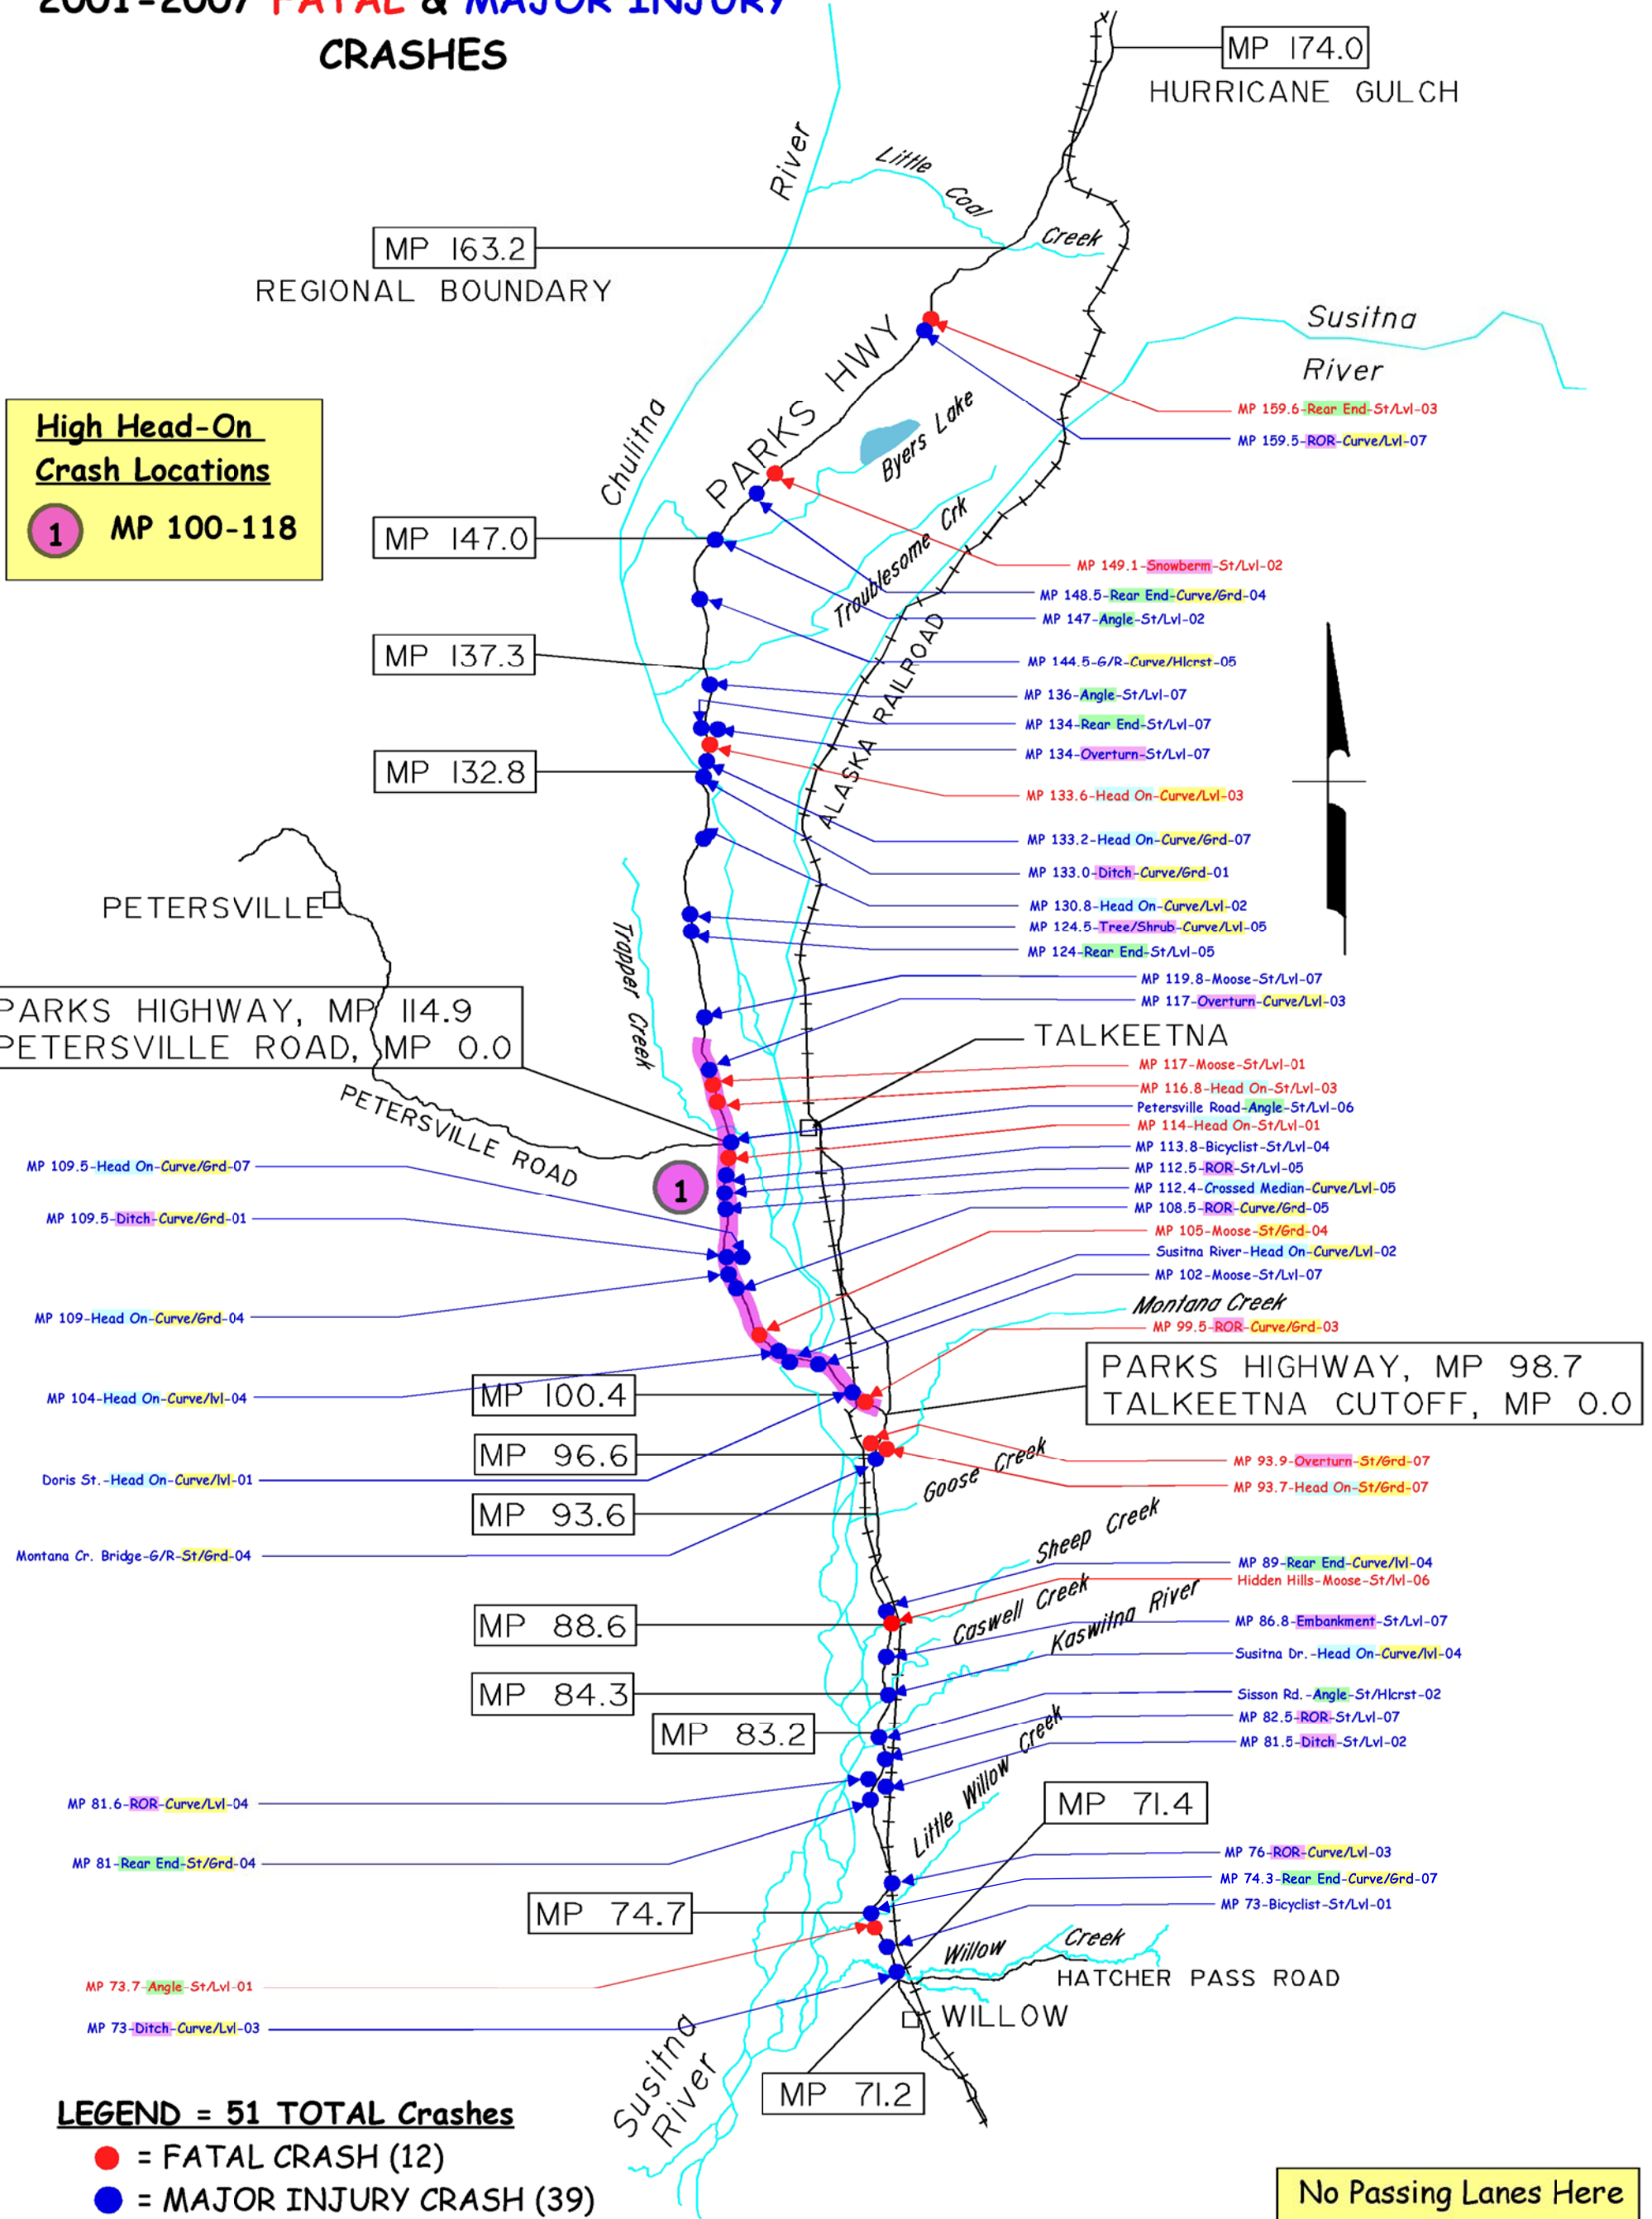 2001-2007 FATAL & MAJOR INJURY
CRASHES
MP 174.0
HURRICANE GULCH
River
Little
Coal
Creek
MP 163.2
REGIONAL BOUNDARY
Susitna
River
PARKS HWY
Byers Lake
Chulitna
High Head-On
Crash Locations
1 MP 100-118
MP 159.6-Rear End-St/Lvl-03
MP 159.5-ROR-Curve/Lvl-07
MP 147.0
Troublesome Crk
MP 149.1-Snowberm-St/Lvl-02
MP 148.5-Rear End-Curve/Grd-04
MP 147-Angle-St/Lvl-02
MP 137.3
ALASKA RAILROAD
MP 144.5-G/R-Curve/Hlcrst-05
MP 136-Angle-St/Lvl-07
MP 134-Rear End-St/Lvl-07
MP 134-Overturn-St/Lvl-07
MP 132.8
MP 133.6-Head On-Curve/Lvl-03
MP 133.2-Head On-Curve/Grd-07
MP 133.0-Ditch-Curve/Grd-01
MP 130.8-Head On-Curve/Lvl-02
MP 124.5-Tree/Shrub-Curve/Lvl-05
MP 124-Rear End-St/Lvl-05
PETERSVILLE
Trapper Creek
MP 119.8-Moose-St/Lvl-07
MP 117-Overturn-Curve/Lvl-03
PARKS HIGHWAY, MP 114.9
PETERSVILLE ROAD, MP 0.0
TALKEETNA
PETERSVILLE ROAD
MP 117-Moose-St/Lvl-01
MP 116.8-Head On-St/Lvl-03
Petersville Road-Angle-St/Lvl-06
MP 114-Head On-St/Lvl-01
MP 113.8-Bicyclist-St/Lvl-04
MP 112.5-ROR-St/Lvl-05
MP 112.4-Crossed Median-Curve/Lvl-05
MP 108.5-ROR-Curve/Grd-05
MP 105-Moose-St/Grd-04
Susitna River-Head On-Curve/Lvl-02
MP 102-Moose-St/Lvl-07
1
MP 109.5-Head On-Curve/Grd-07
MP 109.5-Ditch-Curve/Grd-01
MP 109-Head On-Curve/Grd-04
MP 104-Head On-Curve/lvl-04
Montana Creek
MP 99.5-ROR-Curve/Grd-03
MP 100.4
PARKS HIGHWAY, MP 98.7
TALKEETNA CUTOFF, MP 0.0
MP 96.6
Doris St.-Head On-Curve/lvl-01
Goose Creek
MP 93.9-Overturn-St/Grd-07
MP 93.7-Head On-St/Grd-07
MP 93.6
Montana Cr. Bridge-G/R-St/Grd-04
Sheep Creek
MP 89-Rear End-Curve/lvl-04
Hidden Hills-Moose-St/lvl-06
MP 88.6
Caswell Creek
Kaswitna River
MP 86.8-Embankment-St/Lvl-07
Susitna Dr.-Head On-Curve/lvl-04
MP 84.3
Sisson Rd.-Angle-St/Hlcrst-02
MP 82.5-ROR-St/Lvl-07
MP 81.5-Ditch-St/Lvl-02
MP 83.2
Little Willow Creek
MP 81.6-ROR-Curve/Lvl-04
MP 71.4
MP 81-Rear End-St/Grd-04
MP 76-ROR-Curve/Lvl-03
MP 74.3-Rear End-Curve/Grd-07
MP 73-Bicyclist-St/Lvl-01
MP 74.7
Willow
Creek
HATCHER PASS ROAD
MP 73.7-Angle-St/Lvl-01
MP 73-Ditch-Curve/Lvl-03
WILLOW
MP 71.2
Susitna
River
LEGEND = 51 TOTAL Crashes
= FATAL CRASH (12)
= MAJOR INJURY CRASH (39)
No Passing Lanes Here